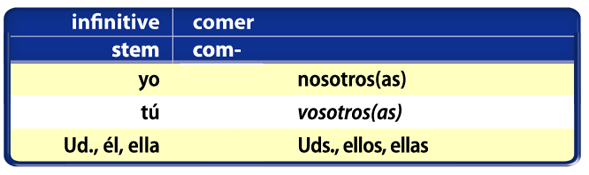 infinitive comer
stem com-
yo nosotros(as)
tú vosotros(as)
Ud., él, ella Uds., ellos, ellas